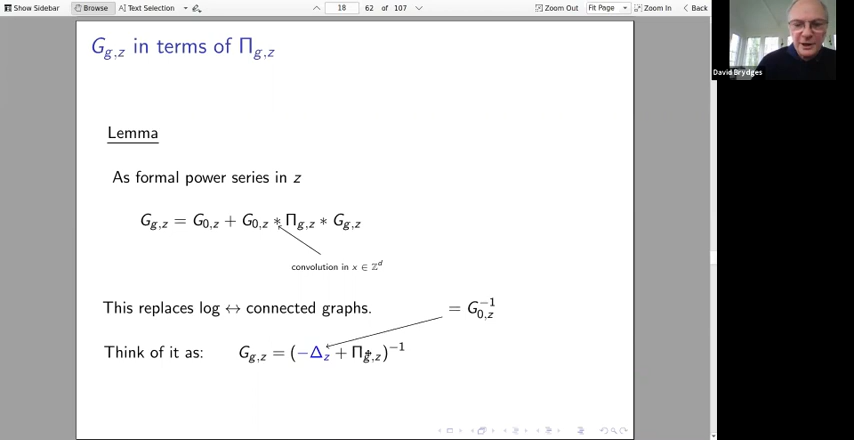 Show Sidebar Browse Text Selection 18 62 of 107 Zoom Out Fit Page Zoom In Back
David Brydges
G_{g,z} in terms of Π_{g,z}
Lemma
As formal power series in z
G_{g,z} = G_{0,z} + G_{0,z} * Π_{g,z} * G_{g,z}
convolution in x ∈ ℤ^d
This replaces log ↔ connected graphs.
= G_{0,z}^{-1}
Think of it as: G_{g,z} = (−Δ_z + Π_{g,z})^{-1}